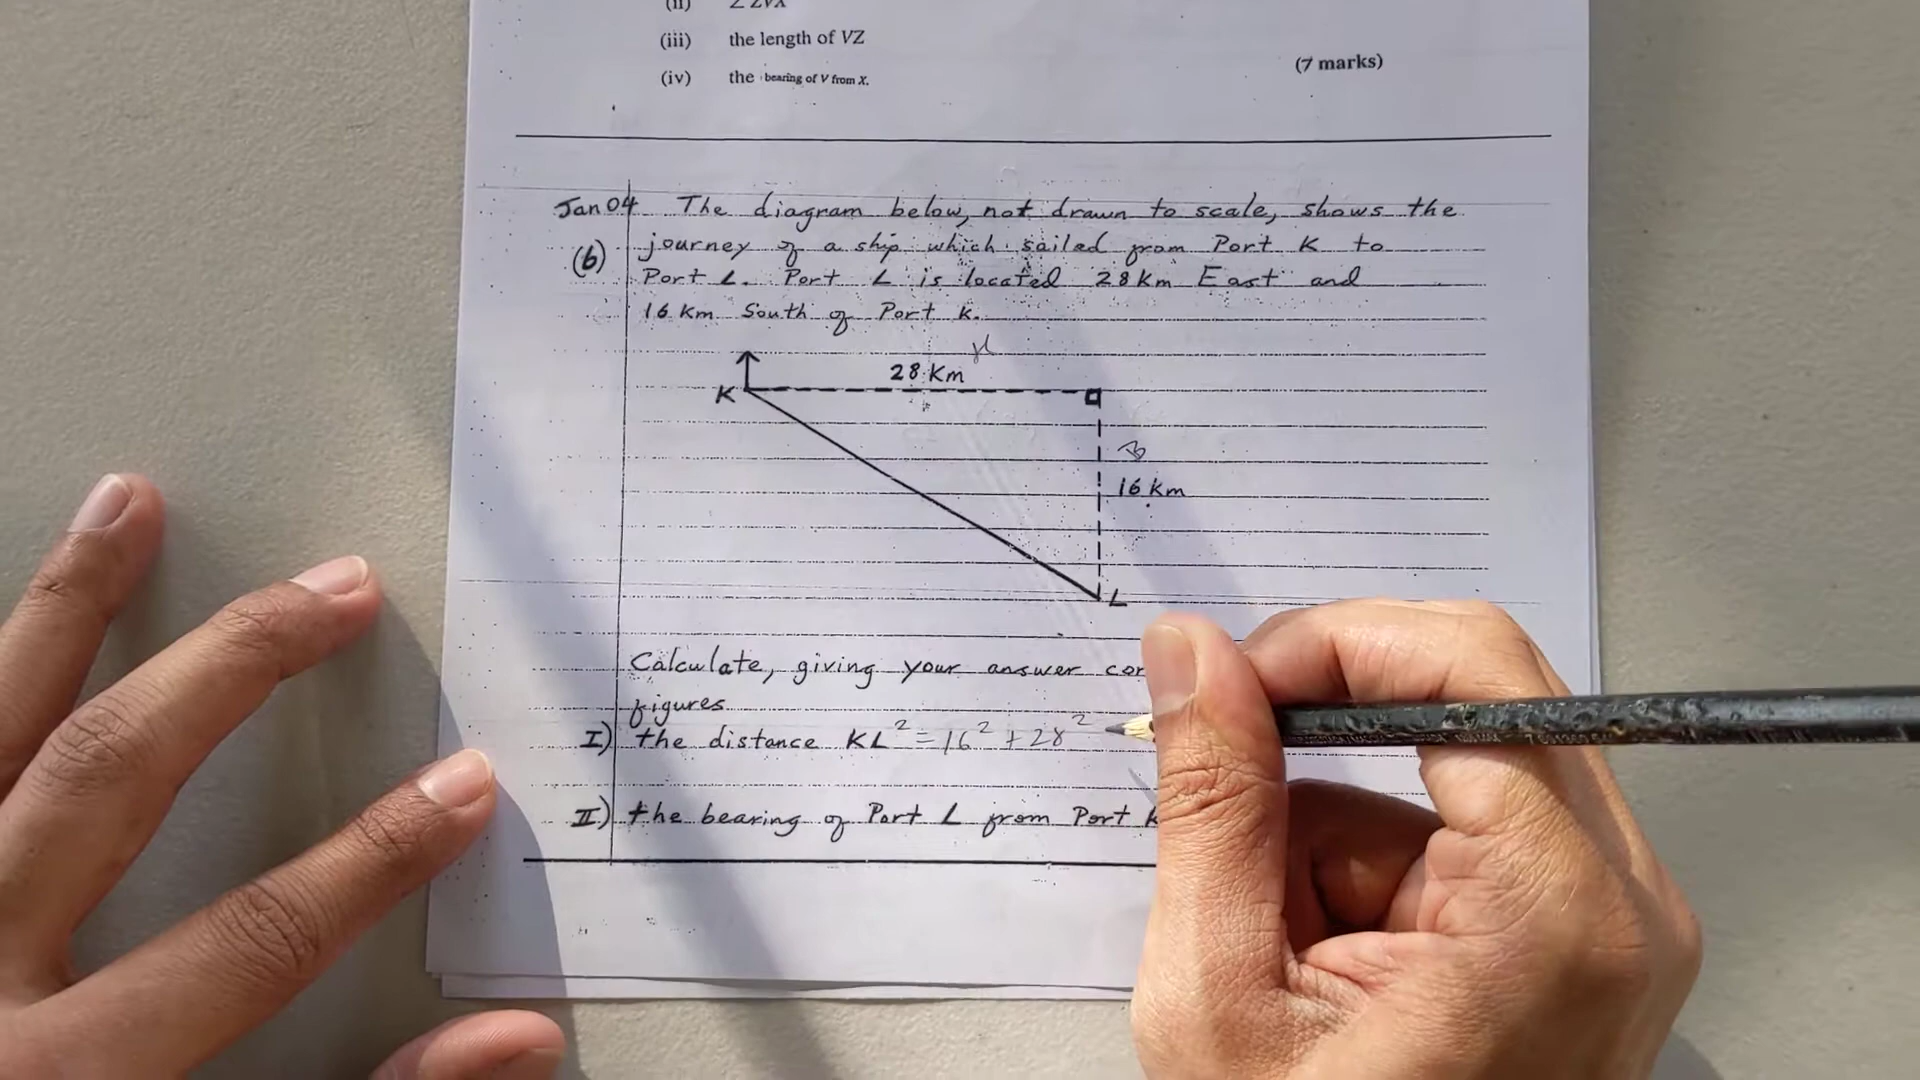 (ii) ∠ ZVX
(iii) the length of VZ
(7 marks)
(iv) the bearing of V from X.
Jan 04 The diagram below, not drawn to scale, shows the
(b) journey of a ship which sailed from Port K to
Port L. Port L is located 28 Km East and
16 Km South of Port K.
28 Km
K
16 km
L
Calculate, giving your answer
figures
I) the distance KL² = 16² + 28²
II) the bearing of Port L from Port K